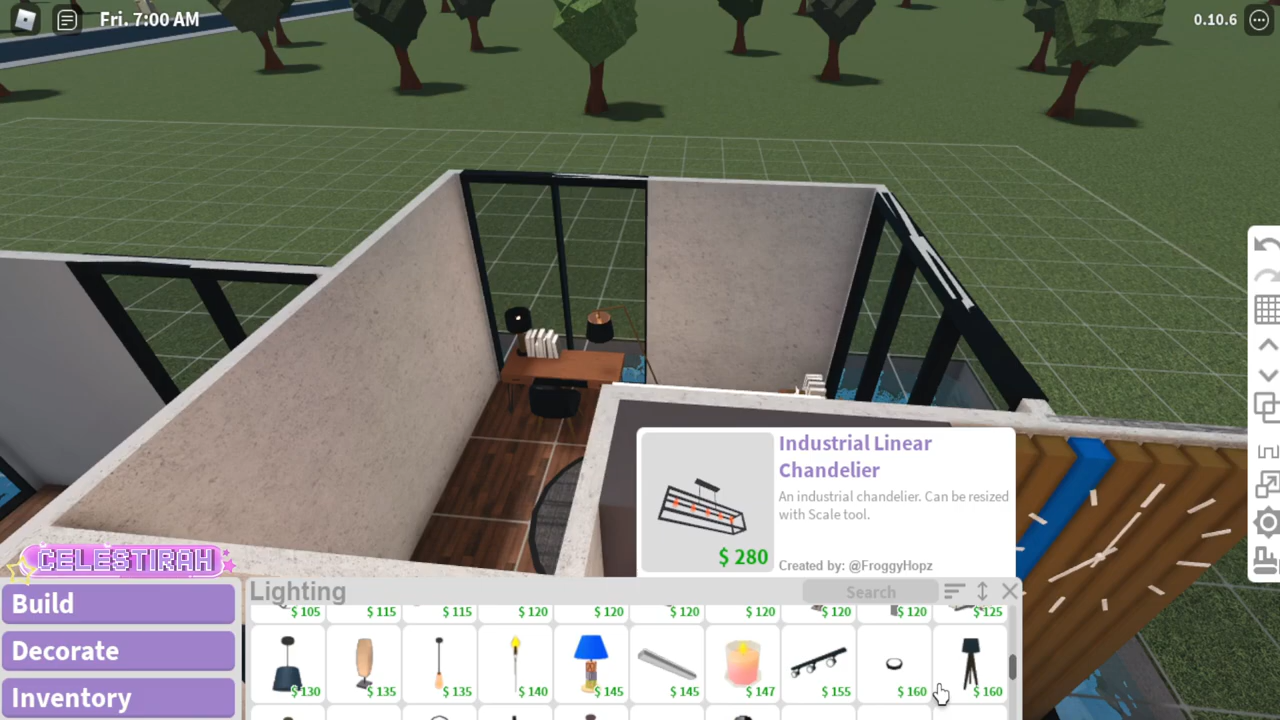 Fri. 7:00 AM
0.10.6
Industrial Linear
Chandelier
An industrial chandelier. Can be resized
with Scale tool.
$ 280
Created by: @FroggyHopz
CELESTIRAH
Build
Decorate
Inventory
Lighting
Search
$ 105 $ 115 $ 115 $ 120 $ 120 $ 120 $ 120 $ 120 $ 120 $ 125
$ 130 $ 135 $ 135 $ 140 $ 145 $ 145 $ 147 $ 155 $ 160 $ 160